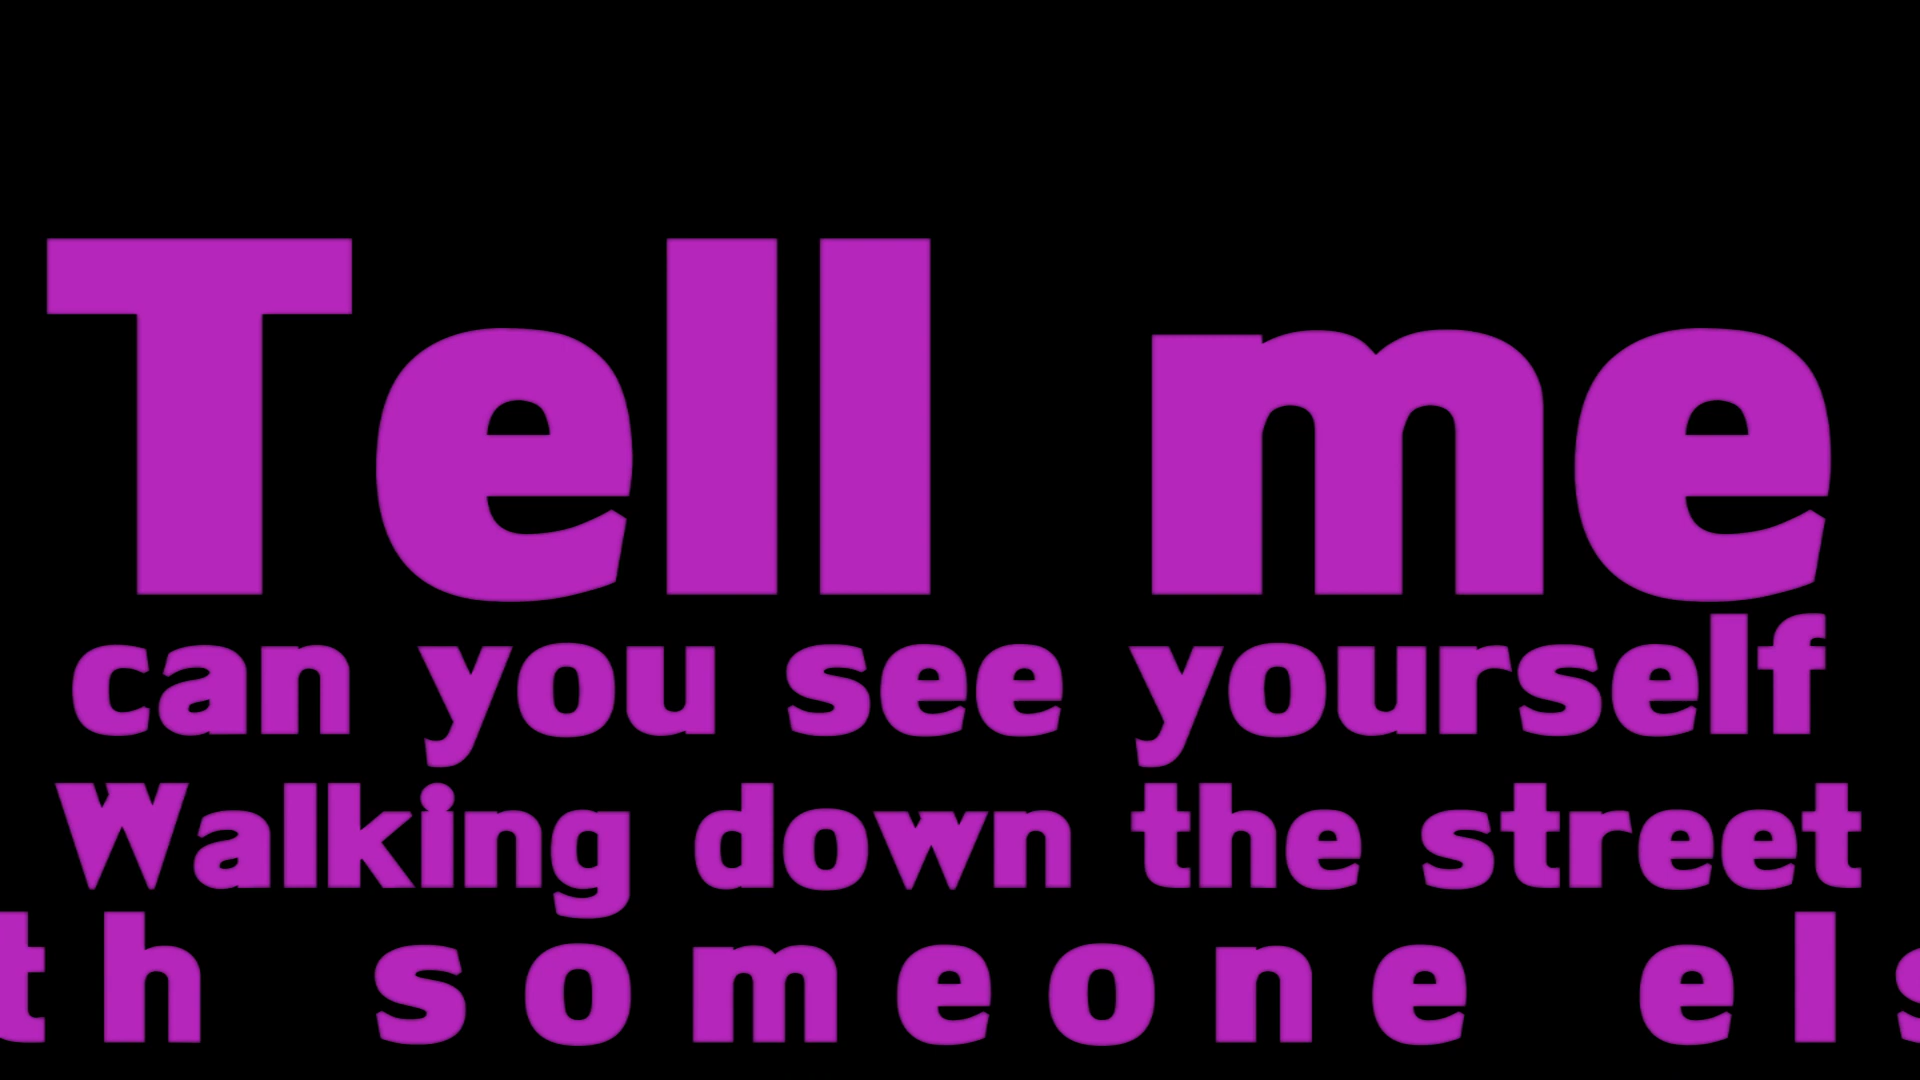 Tell me
can you see yourself
Walking down the street
th someone els